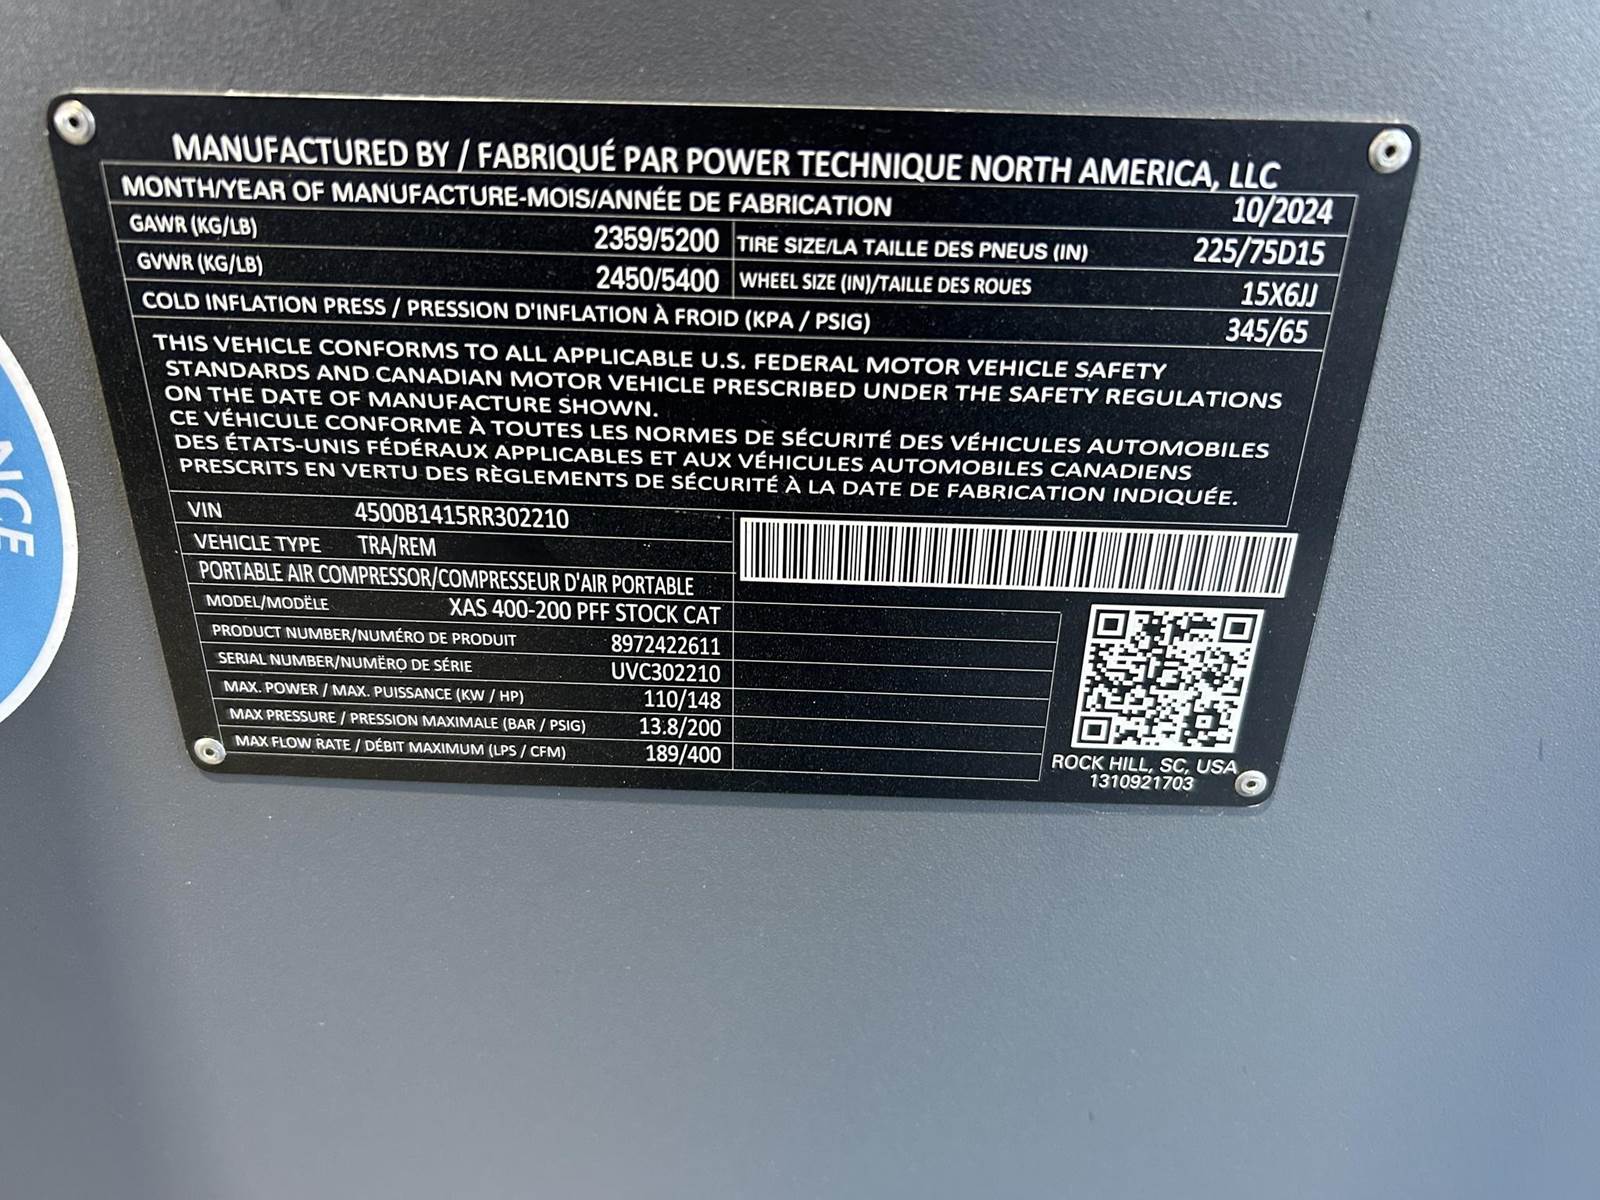 MANUFACTURED BY / FABRIQUÉ PAR POWER TECHNIQUE NORTH AMERICA, LLC
MONTH/YEAR OF MANUFACTURE-MOIS/ANNÉE DE FABRICATION 10/2024
GAWR (KG/LB) 2359/5200 TIRE SIZE/LA TAILLE DES PNEUS (IN) 225/75D15
GVWR (KG/LB) 2450/5400 WHEEL SIZE (IN)/TAILLE DES ROUES 15X6JJ
COLD INFLATION PRESS / PRESSION D'INFLATION À FROID (KPA / PSIG) 345/65
THIS VEHICLE CONFORMS TO ALL APPLICABLE U.S. FEDERAL MOTOR VEHICLE SAFETY
STANDARDS AND CANADIAN MOTOR VEHICLE PRESCRIBED UNDER THE SAFETY REGULATIONS
ON THE DATE OF MANUFACTURE SHOWN.
CE VÉHICULE CONFORME À TOUTES LES NORMES DE SÉCURITÉ DES VÉHICULES AUTOMOBILES
DES ÉTATS-UNIS FÉDÉRAUX APPLICABLES ET AUX VÉHICULES AUTOMOBILES CANADIENS
PRESCRITS EN VERTU DES RÈGLEMENTS DE SÉCURITÉ À LA DATE DE FABRICATION INDIQUÉE.
VIN 4500B1415RR302210
VEHICLE TYPE TRA/REM
PORTABLE AIR COMPRESSOR/COMPRESSEUR D'AIR PORTABLE
MODEL/MODËLE XAS 400-200 PFF STOCK CAT
PRODUCT NUMBER/NUMÉRO DE PRODUIT 8972422611
SERIAL NUMBER/NUMËRO DE SÉRIE UVC302210
MAX. POWER / MAX. PUISSANCE (KW / HP) 110/148
MAX PRESSURE / PRESSION MAXIMALE (BAR / PSIG) 13.8/200
MAX FLOW RATE / DÉBIT MAXIMUM (LPS / CFM) 189/400
ROCK HILL, SC, USA
1310921703